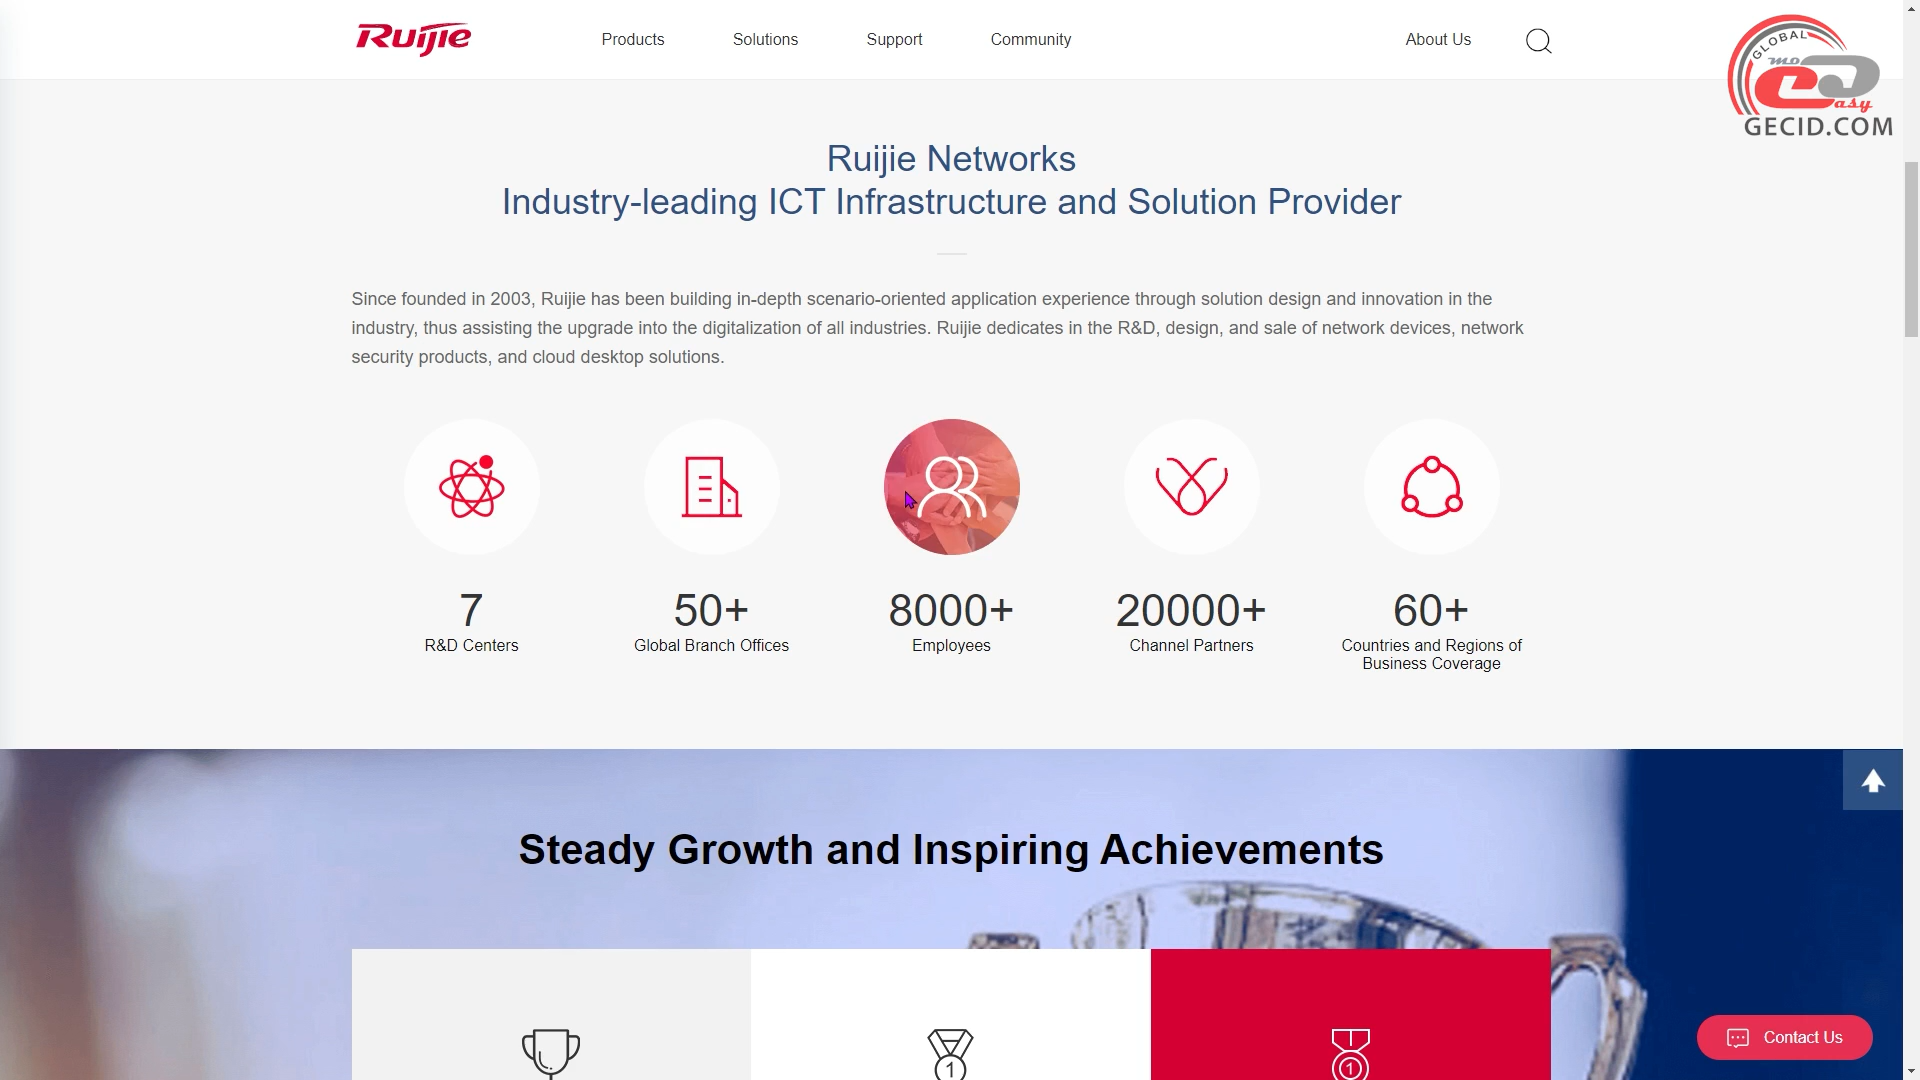 Ruijie
Products
Solutions
Support
Community
About Us
GLOBAL
mo
asy
GECID.COM
Ruijie Networks
Industry-leading ICT Infrastructure and Solution Provider
Since founded in 2003, Ruijie has been building in-depth scenario-oriented application experience through solution design and innovation in the
industry, thus assisting the upgrade into the digitalization of all industries. Ruijie dedicates in the R&D, design, and sale of network devices, network
security products, and cloud desktop solutions.
7
R&D Centers
50+
Global Branch Offices
8000+
Employees
20000+
Channel Partners
60+
Countries and Regions of
Business Coverage
Steady Growth and Inspiring Achievements
1
1
Contact Us